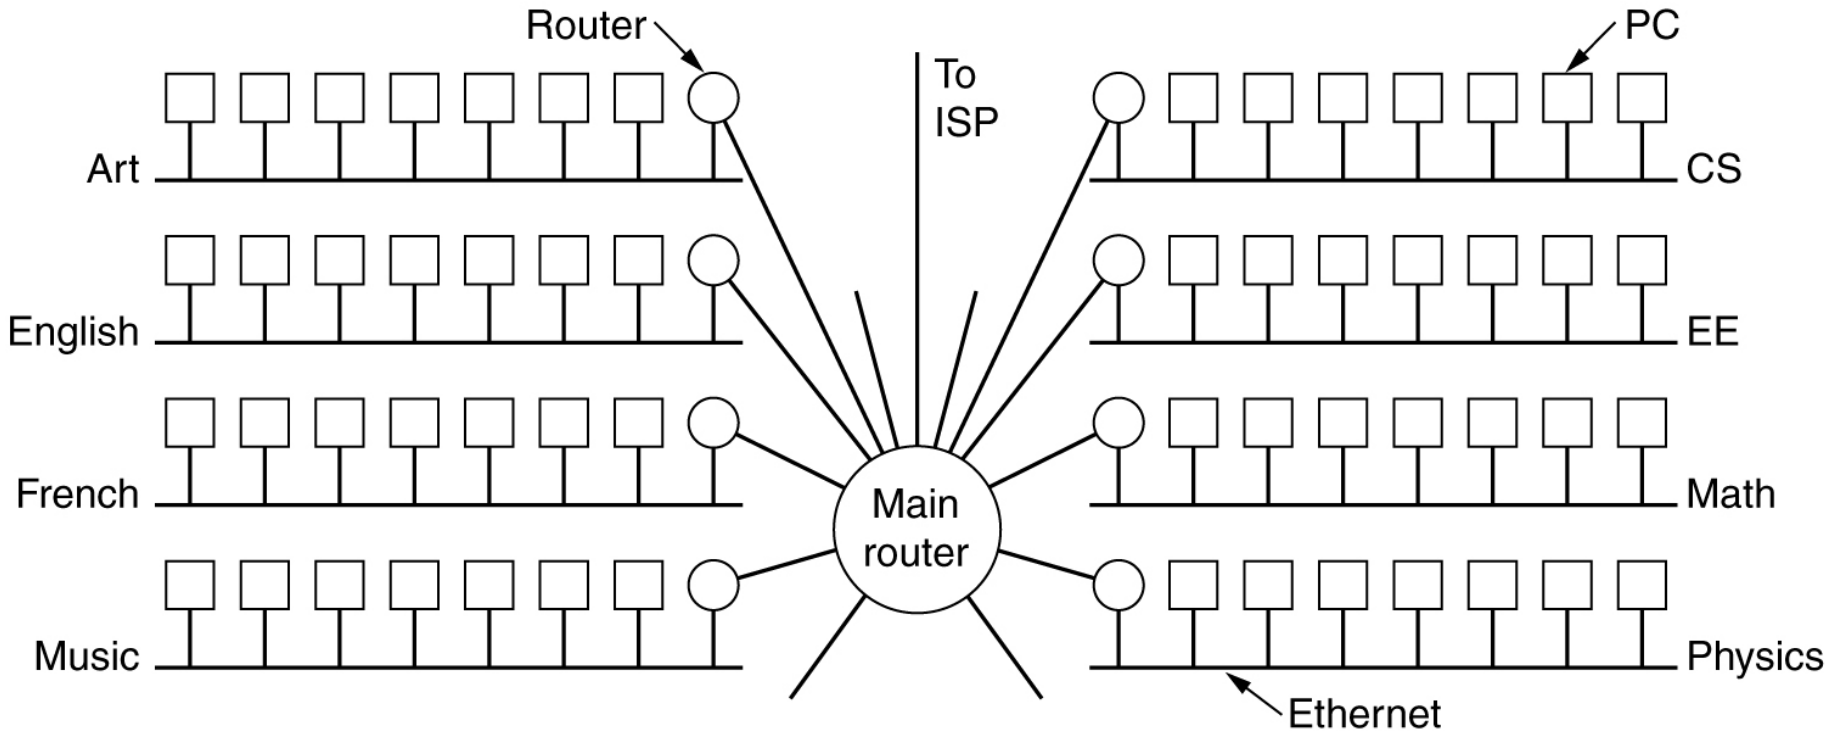 Router
PC
To
ISP
Art
CS
English
EE
French
Main
router
Math
Music
Physics
Ethernet